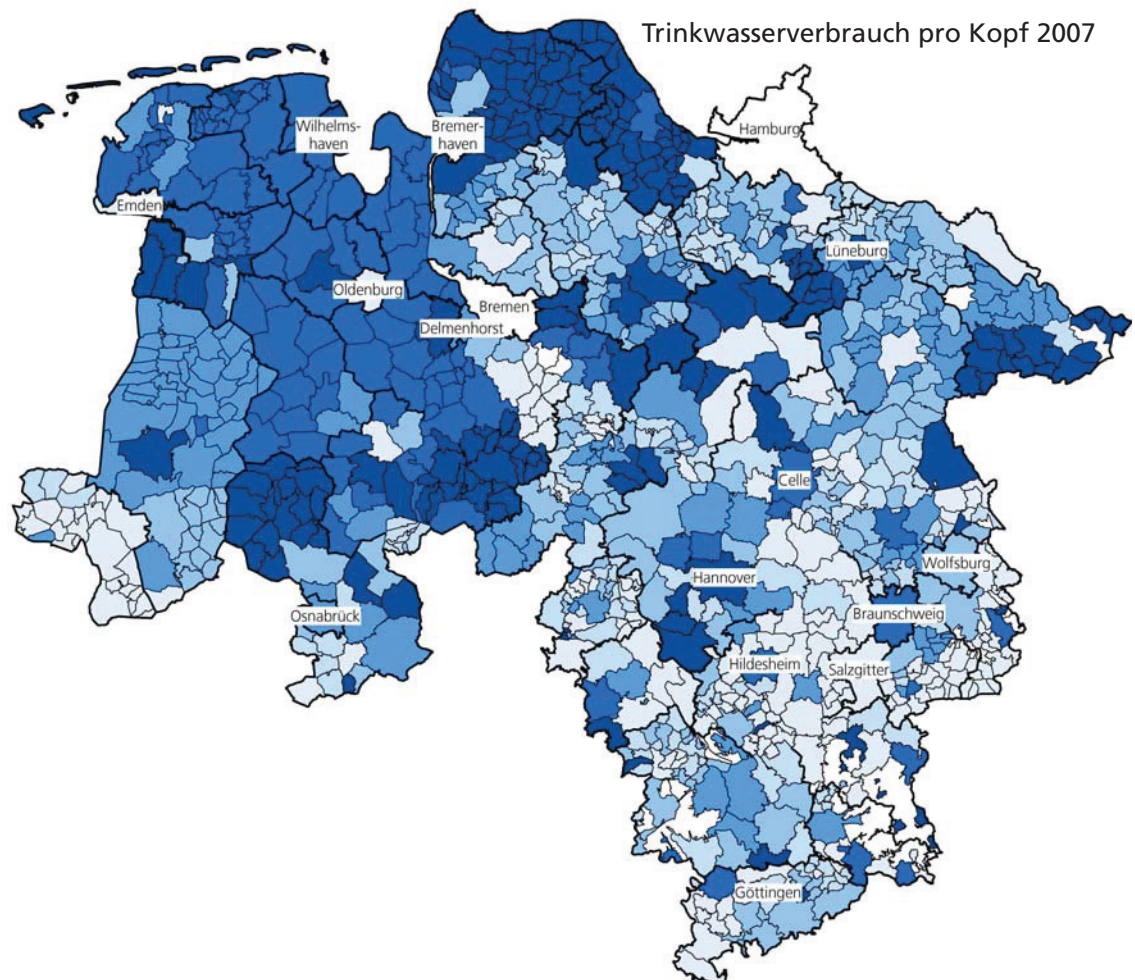 Trinkwasserverbrauch pro Kopf 2007
Hamburg
Wilhelms-
haven
Bremer-
haven
Emden
Lüneburg
Oldenburg
Bremen
Delmenhorst
Celle
Wolfsburg
Hannover
Braunschweig
Osnabrück
Hildesheim
Salzgitter
Göttingen